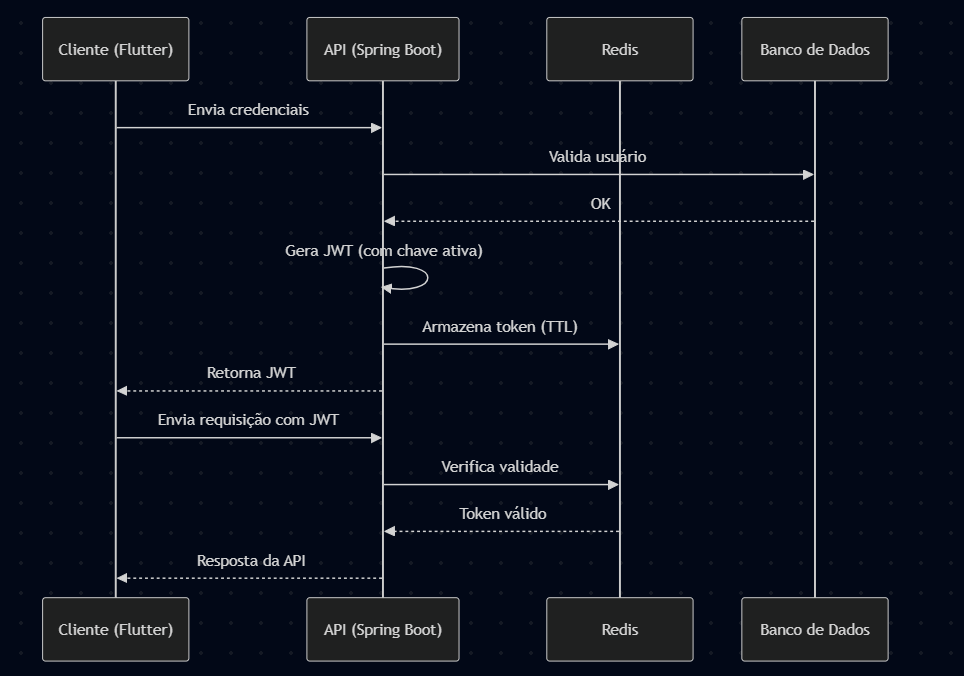 Cliente (Flutter)
API (Spring Boot)
Redis
Banco de Dados
Envia credenciais
Valida usuário
OK
Gera JWT (com chave ativa)
Armazena token (TTL)
Retorna JWT
Envia requisição com JWT
Verifica validade
Token válido
Resposta da API
Cliente (Flutter)
API (Spring Boot)
Redis
Banco de Dados